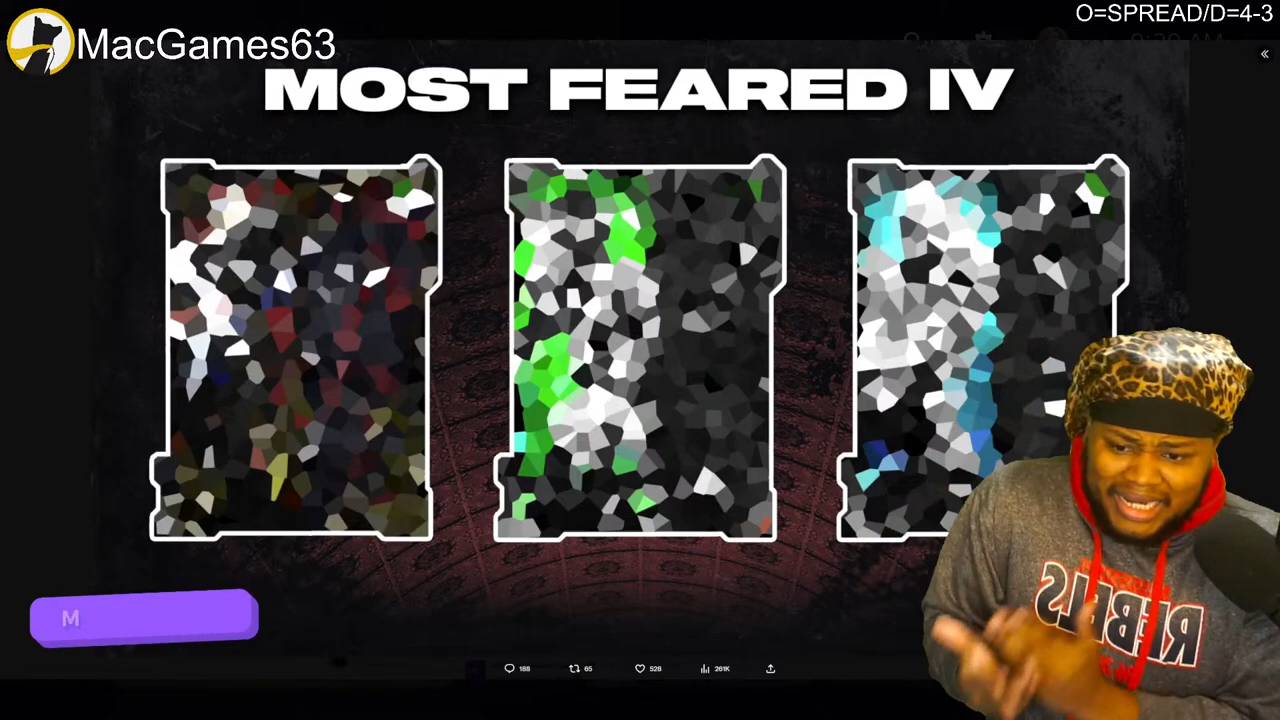 O=SPREAD/D=4-3
MacGames63
«
MOST FEARED IV
M
188 65 528 261K
REBELS